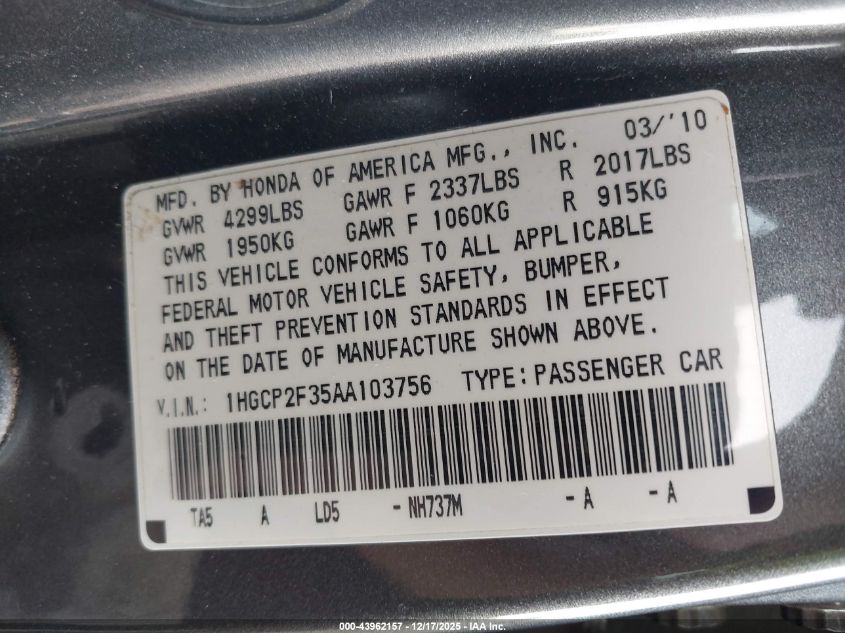 MFD. BY HONDA OF AMERICA MFG., INC. 03/'10
GVWR 4299LBS GAWR F 2337LBS R 2017LBS
GVWR 1950KG GAWR F 1060KG R 915KG
THIS VEHICLE CONFORMS TO ALL APPLICABLE
FEDERAL MOTOR VEHICLE SAFETY, BUMPER,
AND THEFT PREVENTION STANDARDS IN EFFECT
ON THE DATE OF MANUFACTURE SHOWN ABOVE.
V.I.N.: 1HGCP2F35AA103756 TYPE:PASSENGER CAR
TA5 A LD5 -NH737M -A -A
000-43962157 - 12/17/2025 - IAA Inc.